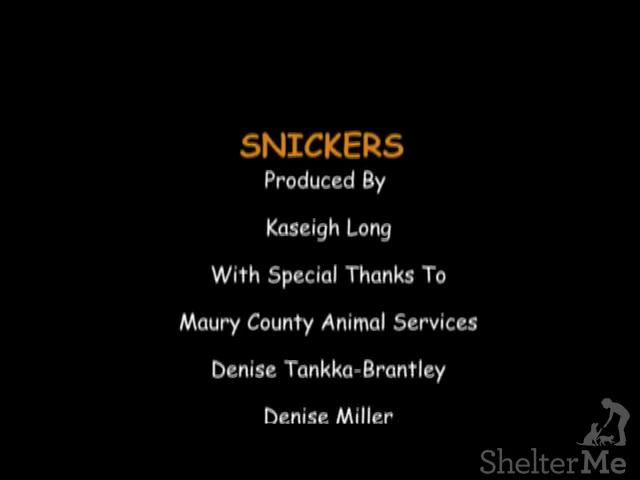 SNICKERS
Produced By
Kaseigh Long
With Special Thanks To
Maury County Animal Services
Denise Tankka-Brantley
Denise Miller
ShelterMe